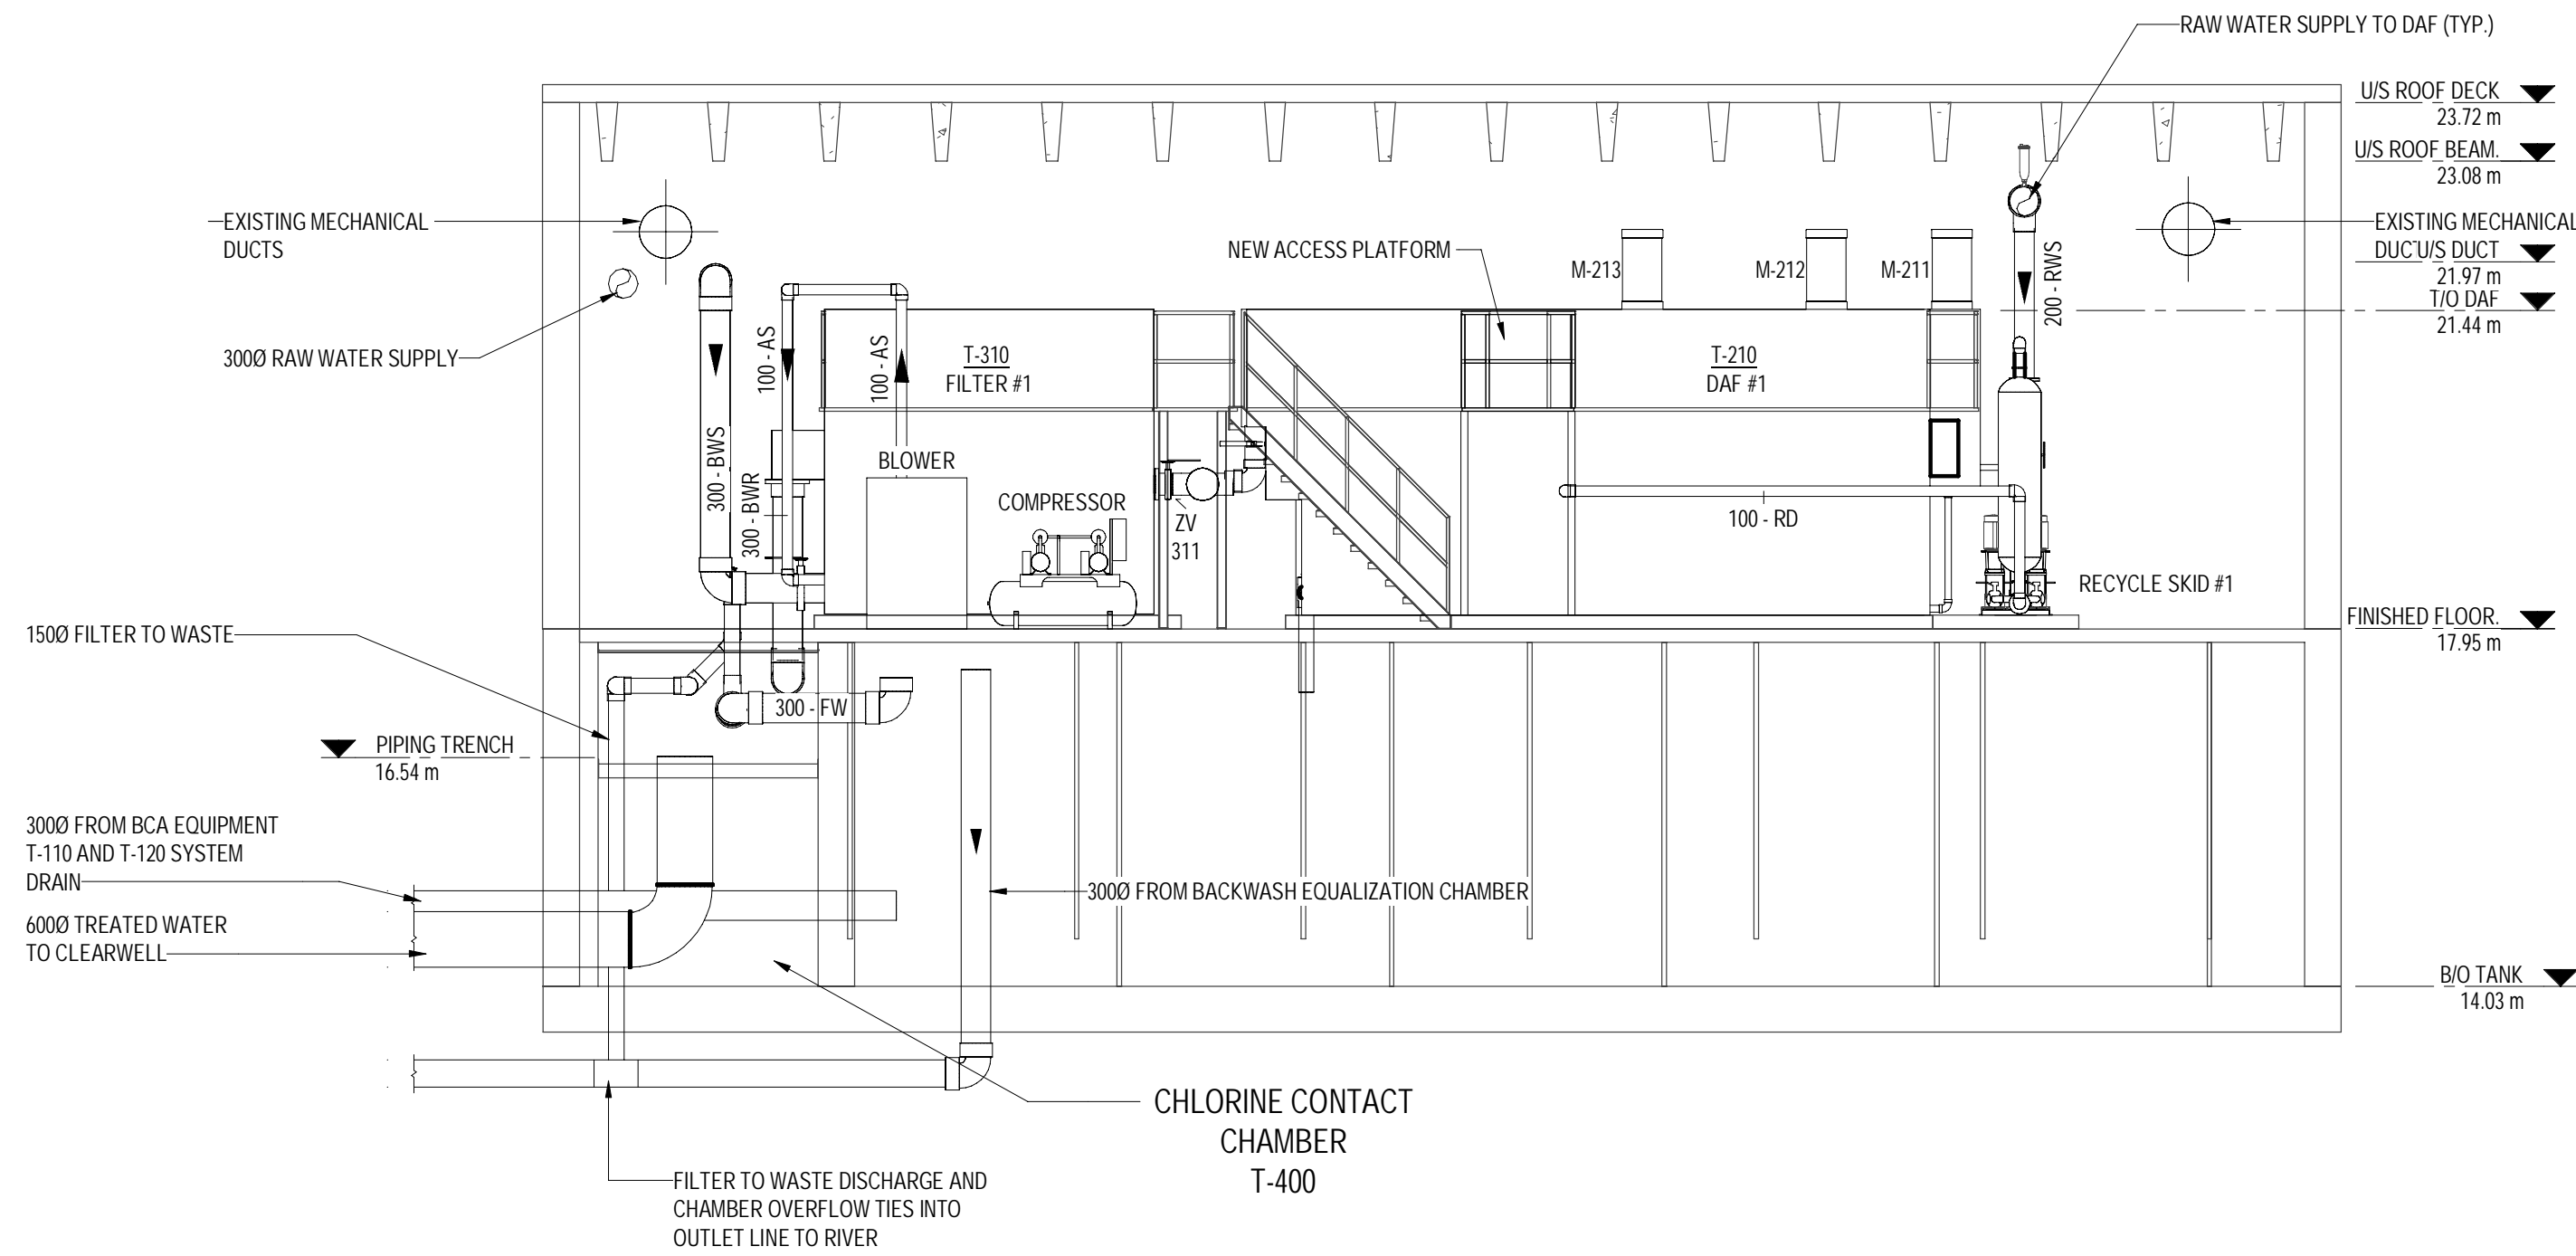 RAW WATER SUPPLY TO DAF (TYP.)
U/S ROOF DECK
23.72 m
U/S ROOF BEAM.
23.08 m
EXISTING MECHANICAL
DUCTS
EXISTING MECHANICAL
DUC U/S DUCT
21.97 m
T/O DAF
21.44 m
NEW ACCESS PLATFORM
M-213
M-212
M-211
200 - RWS
300Ø RAW WATER SUPPLY
100 - AS
100 - AS
T-310
FILTER #1
T-210
DAF #1
300 - BWS
300 - BWR
BLOWER
COMPRESSOR
ZV
311
100 - RD
RECYCLE SKID #1
FINISHED FLOOR.
17.95 m
150Ø FILTER TO WASTE
300 - FW
PIPING TRENCH
16.54 m
300Ø FROM BCA EQUIPMENT
T-110 AND T-120 SYSTEM
DRAIN
600Ø TREATED WATER
TO CLEARWELL
300Ø FROM BACKWASH EQUALIZATION CHAMBER
B/O TANK
14.03 m
CHLORINE CONTACT
CHAMBER
T-400
FILTER TO WASTE DISCHARGE AND
CHAMBER OVERFLOW TIES INTO
OUTLET LINE TO RIVER